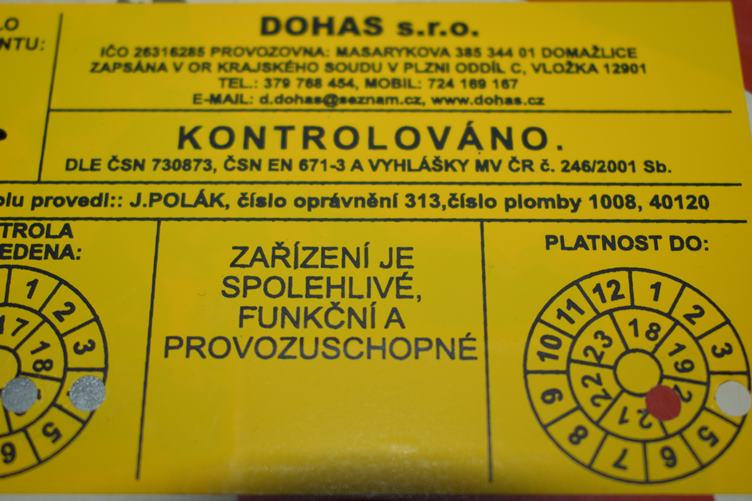 DOHAS s.r.o.
IČO 26316285 PROVOZOVNA: MASARYKOVA 385 344 01 DOMAŽLICE
ZAPSÁNA V OR KRAJSKÉHO SOUDU V PLZNI ODDÍL C, VLOŽKA 12901
TEL.: 379 768 454, MOBIL: 724 169 167
E-MAIL: d.dohas@seznam.cz, www.dohas.cz
LO
NTU:
KONTROLOVÁNO.
DLE ČSN 730873, ČSN EN 671-3 A VYHLÁŠKY MV ČR č. 246/2001 Sb.
olu provedl:: J.POLÁK, číslo oprávnění 313,číslo plomby 1008, 40120
TROLA
EDENA:
1
2
3
5
6
17
18
ZAŘÍZENÍ JE
SPOLEHLIVÉ,
FUNKČNÍ A
PROVOZUSCHOPNÉ
PLATNOST DO:
12
1
2
3
5
6
7
8
9
10
11
18
19
21
22
23